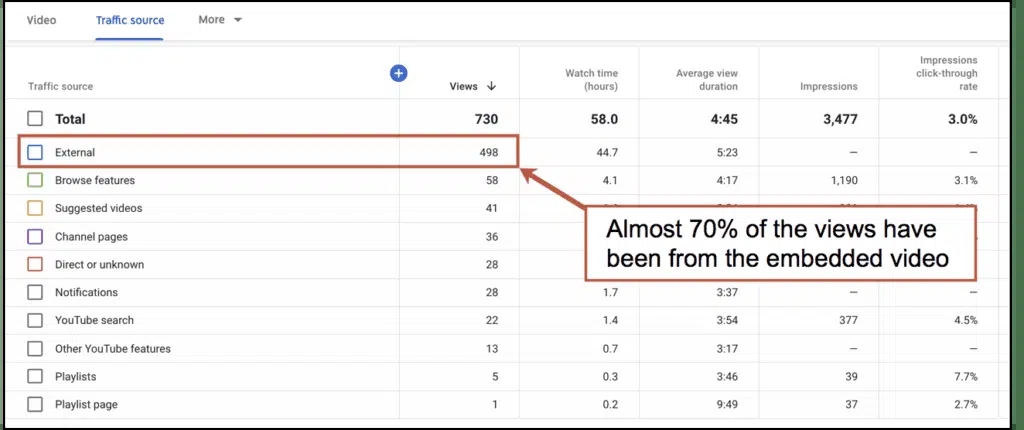 Video Traffic source More
Traffic source Views Watch time (hours) Average view duration Impressions Impressions click-through rate
Total 730 58.0 4:45 3,477 3.0%
External 498 44.7 5:23 — —
Browse features 58 4.1 4:17 1,190 3.1%
Suggested videos 41
Channel pages 36
Almost 70% of the views have
been from the embedded video
Direct or unknown 28
Notifications 28 1.7 3:37 — —
YouTube search 22 1.4 3:54 377 4.5%
Other YouTube features 13 0.7 3:17 — —
Playlists 5 0.3 3:46 39 7.7%
Playlist page 1 0.2 9:49 37 2.7%